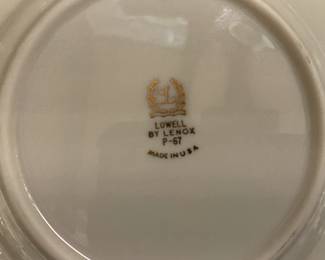 L
LOWELL
BY LENOX
P-67
MADE IN USA